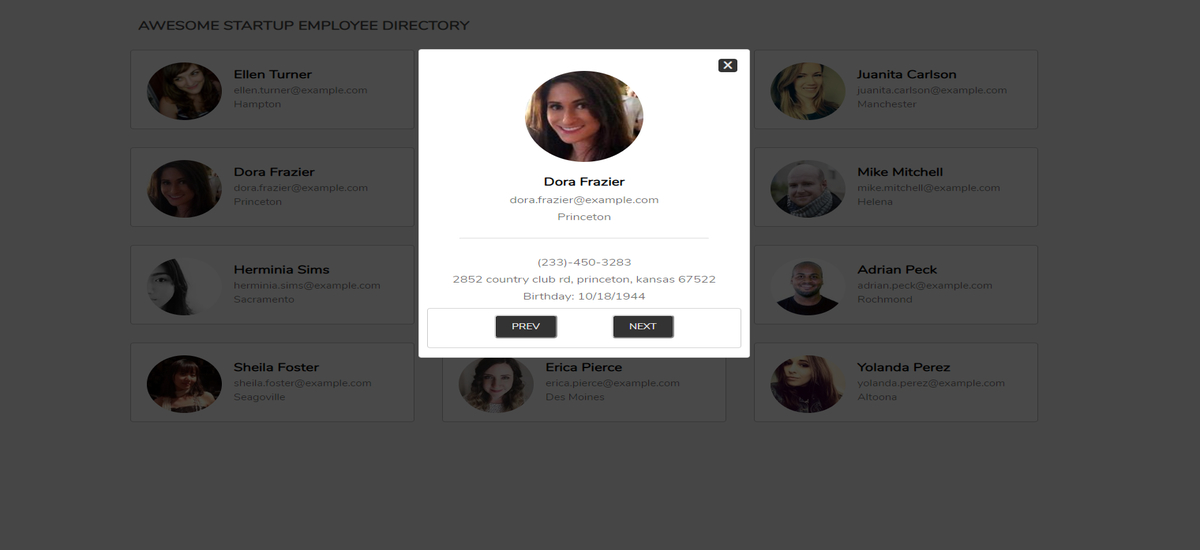 AWESOME STARTUP EMPLOYEE DIRECTORY
Ellen Turner
ellen.turner@example.com
Hampton
Juanita Carlson
juanita.carlson@example.com
Manchester
Dora Frazier
dora.frazier@example.com
Princeton
Mike Mitchell
mike.mitchell@example.com
Helena
Herminia Sims
herminia.sims@example.com
Sacramento
Adrian Peck
adrian.peck@example.com
Rochmond
Sheila Foster
sheila.foster@example.com
Seagoville
Erica Pierce
erica.pierce@example.com
Des Moines
Yolanda Perez
yolanda.perez@example.com
Altoona
Dora Frazier
dora.frazier@example.com
Princeton
(233)-450-3283
2852 country club rd, princeton, kansas 67522
Birthday: 10/18/1944
PREV
NEXT